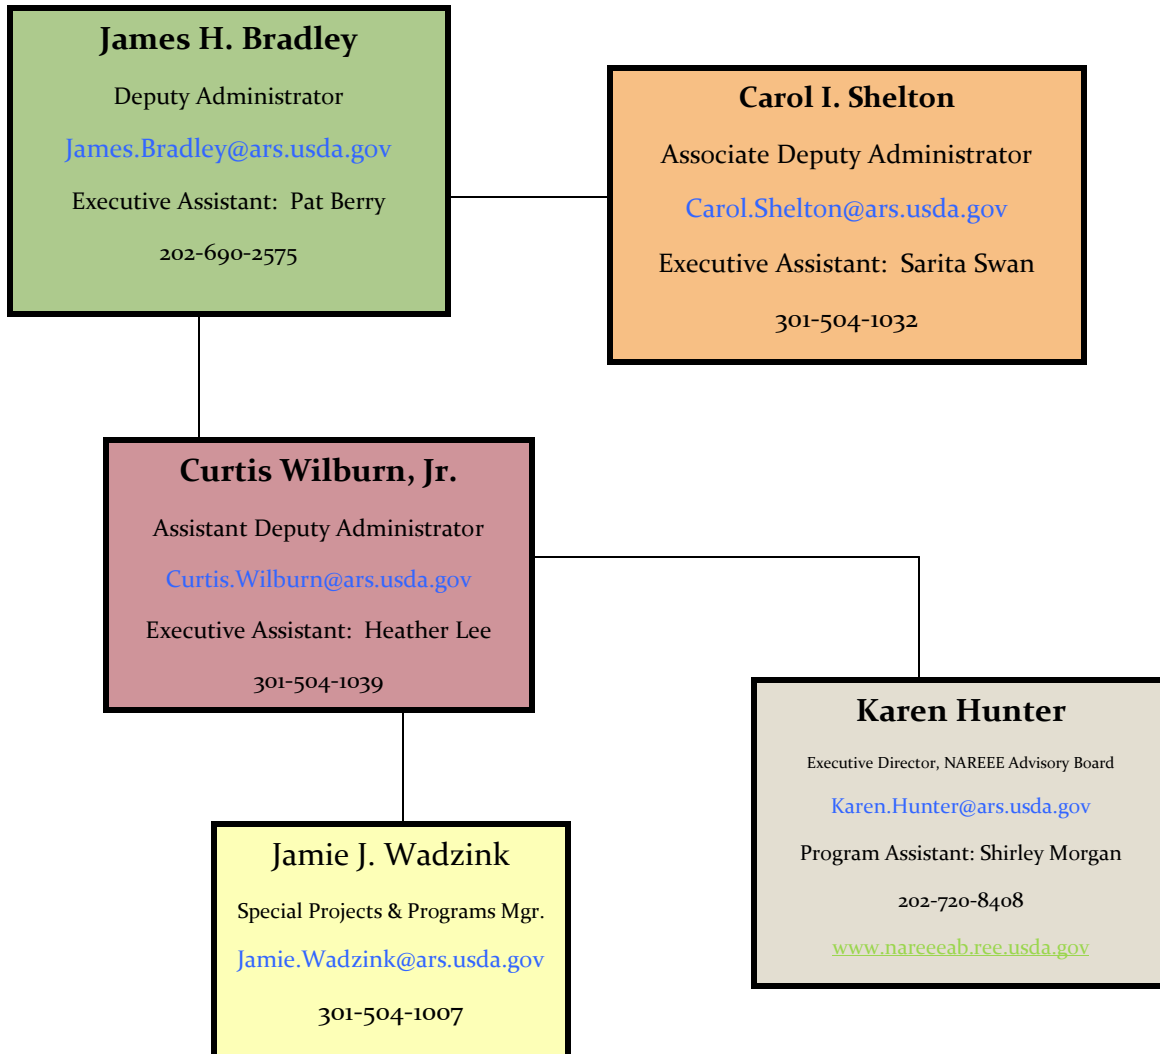 James H. Bradley
Deputy Administrator
James.Bradley@ars.usda.gov
Executive Assistant:  Pat Berry
202-690-2575
Carol I. Shelton
Associate Deputy Administrator
Carol.Shelton@ars.usda.gov
Executive Assistant:  Sarita Swan
301-504-1032
Curtis Wilburn, Jr.
Assistant Deputy Administrator
Curtis.Wilburn@ars.usda.gov
Executive Assistant:  Heather Lee
301-504-1039
Karen Hunter
Executive Director, NAREEE Advisory Board
Karen.Hunter@ars.usda.gov
Program Assistant: Shirley Morgan
202-720-8408
www.nareeeab.ree.usda.gov
Jamie J. Wadzink
Special Projects & Programs Mgr.
Jamie.Wadzink@ars.usda.gov
301-504-1007